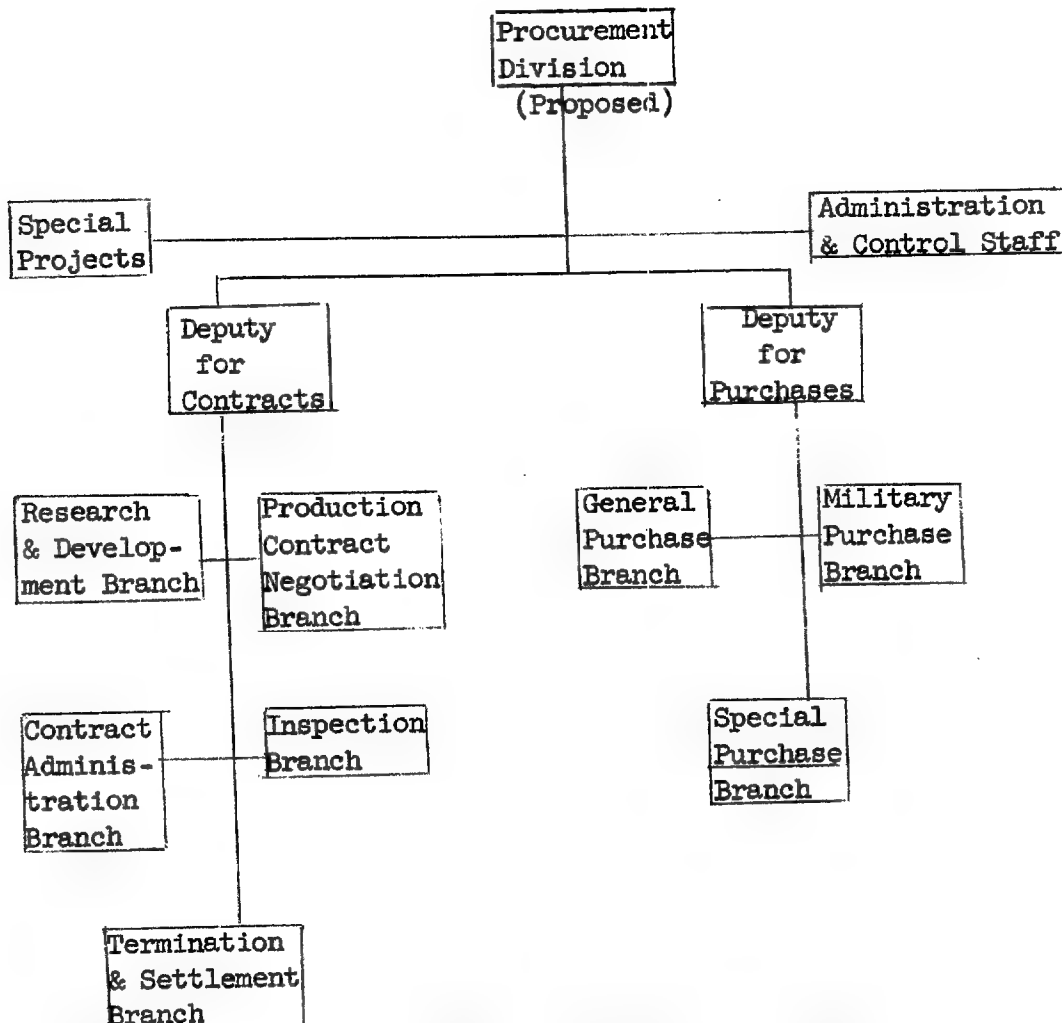 Procurement
Division
(Proposed)
Special
Projects
Administration
& Control Staff
Deputy
for
Contracts
Deputy
for
Purchases
Research
& Develop-
ment Branch
Production
Contract
Negotiation
Branch
General
Purchase
Branch
Military
Purchase
Branch
Contract
Adminis-
tration
Branch
Inspection
Branch
Special
Purchase
Branch
Termination
& Settlement
Branch